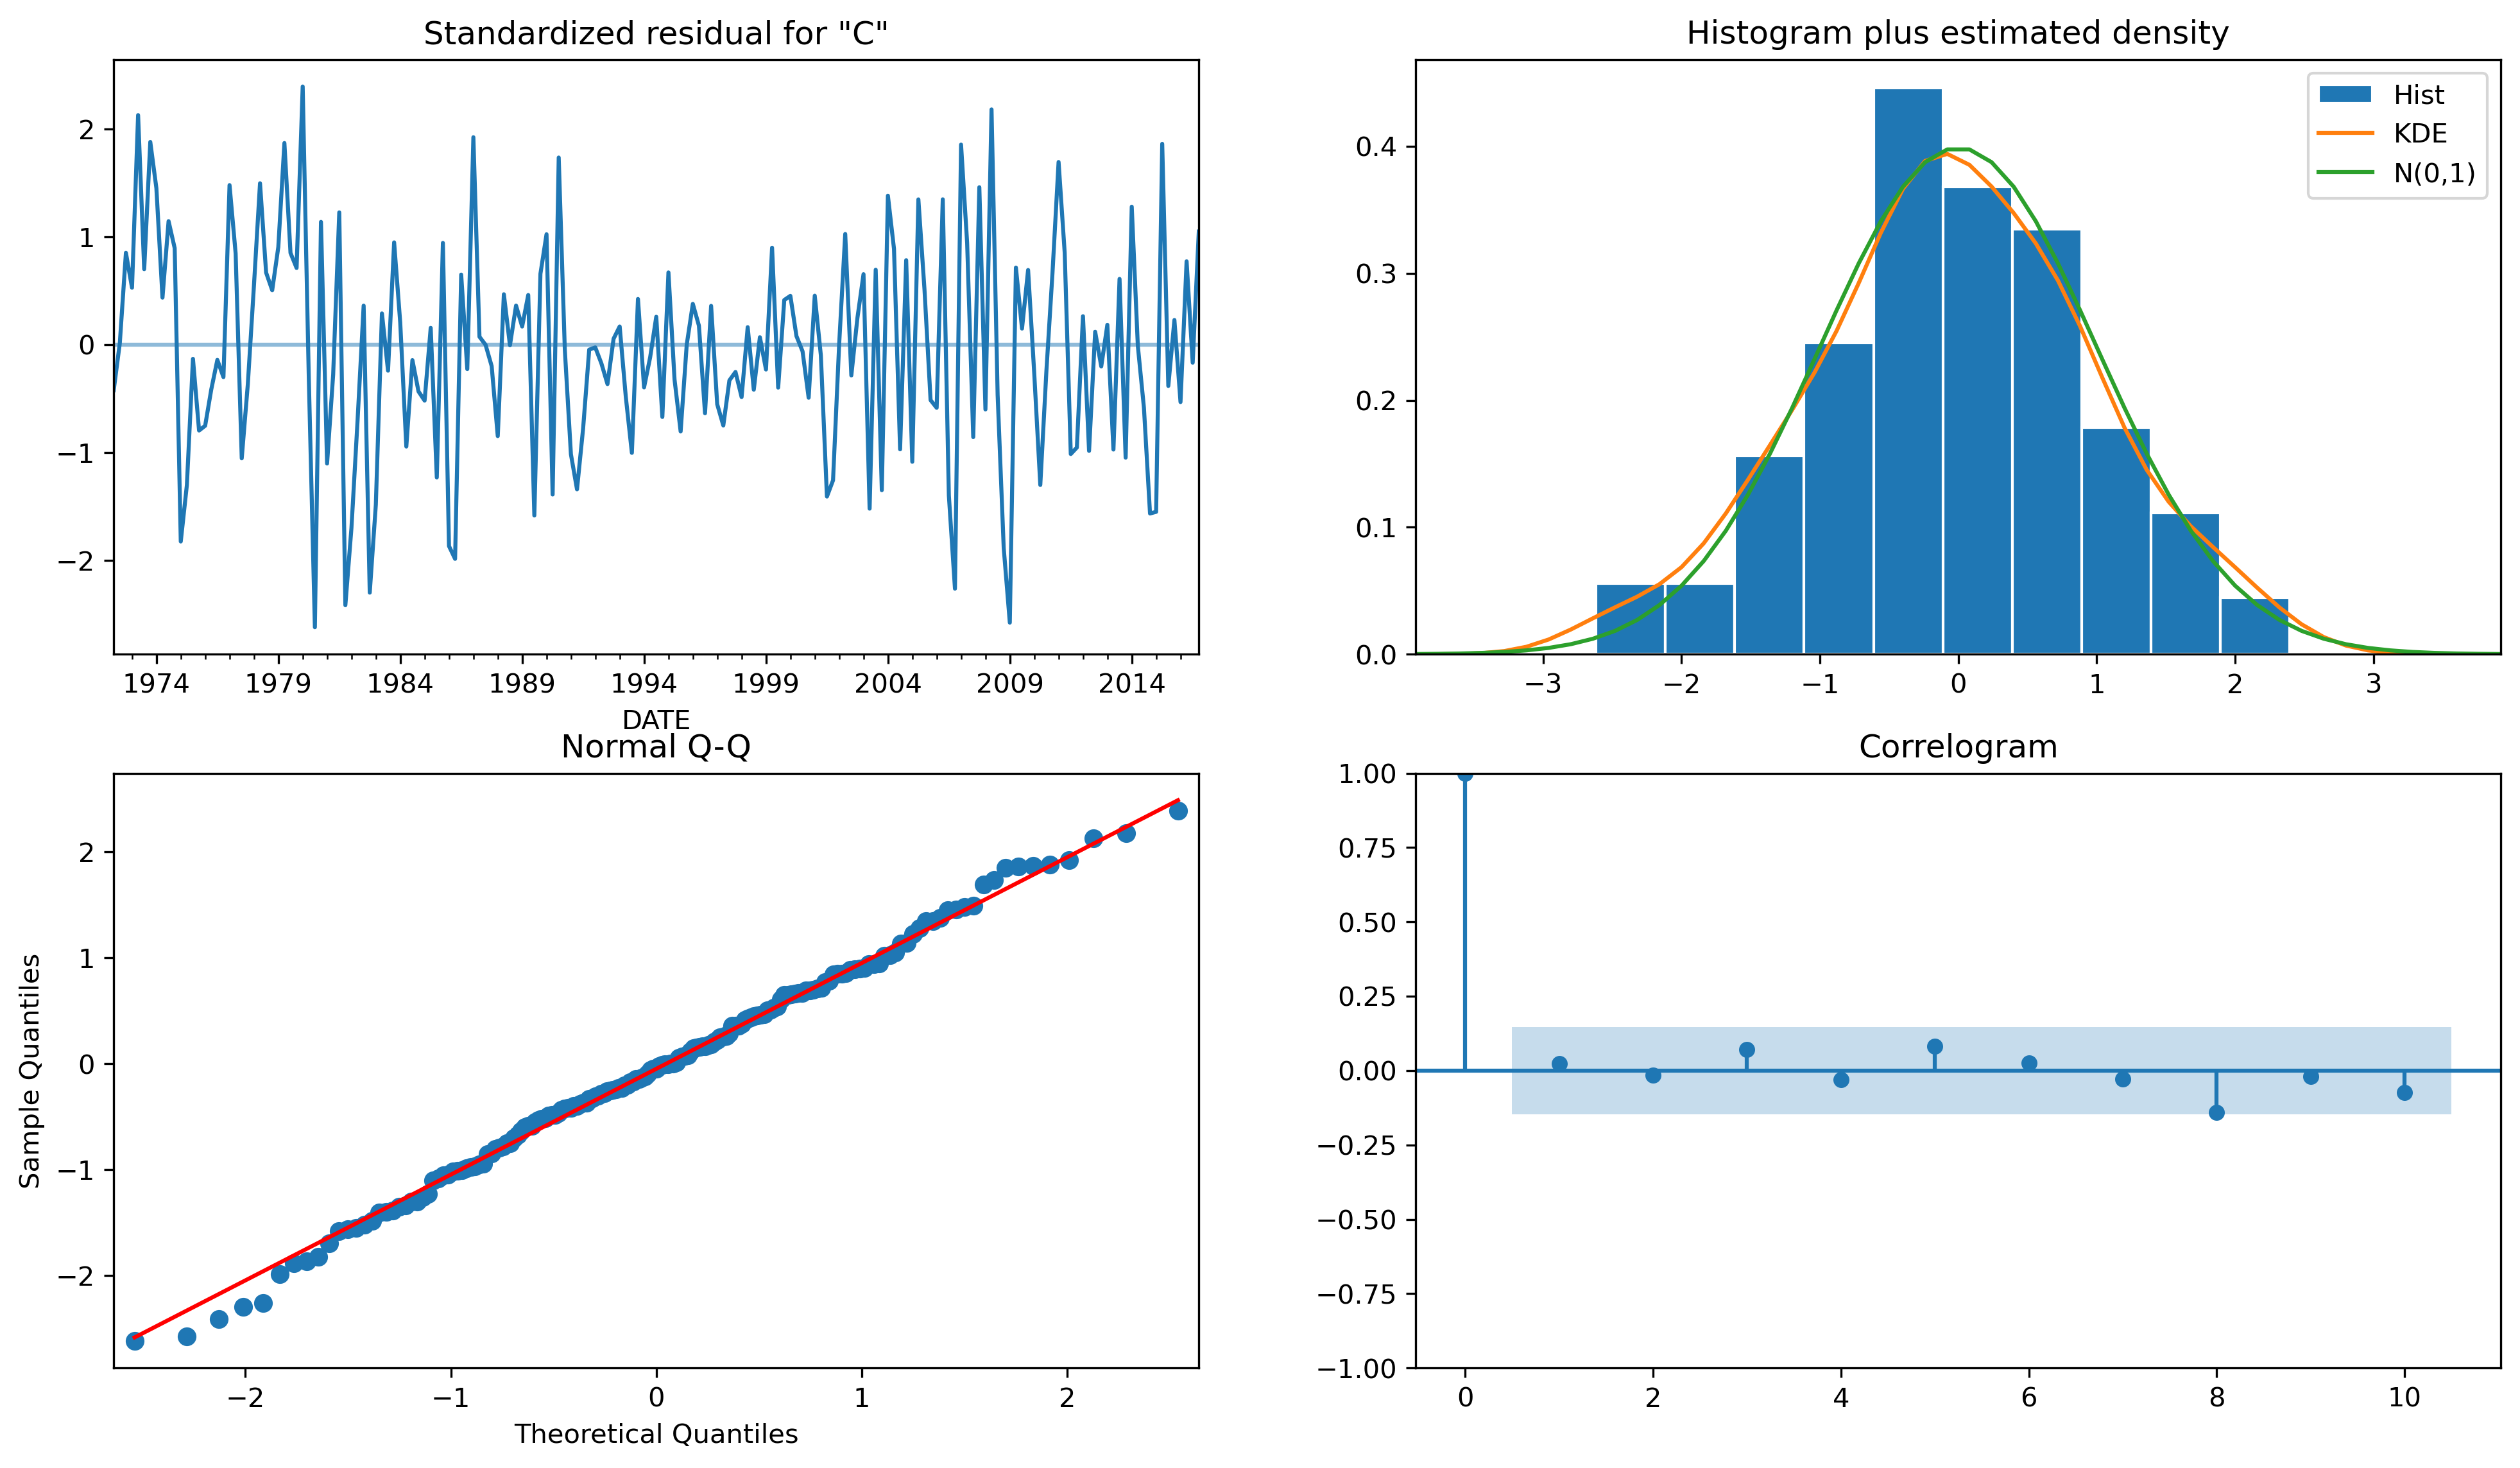 Standardized residual for "C"
2
1
0
−1
−2
1974 1979 1984 1989 1994 1999 2004 2009 2014
DATE
Histogram plus estimated density
Hist
KDE
N(0,1)
0.4
0.3
0.2
0.1
0.0
−3 −2 −1 0 1 2 3
Normal Q-Q
Sample Quantiles
2
1
0
−1
−2
−2 −1 0 1 2
Theoretical Quantiles
Correlogram
1.00
0.75
0.50
0.25
0.00
−0.25
−0.50
−0.75
−1.00
0 2 4 6 8 10